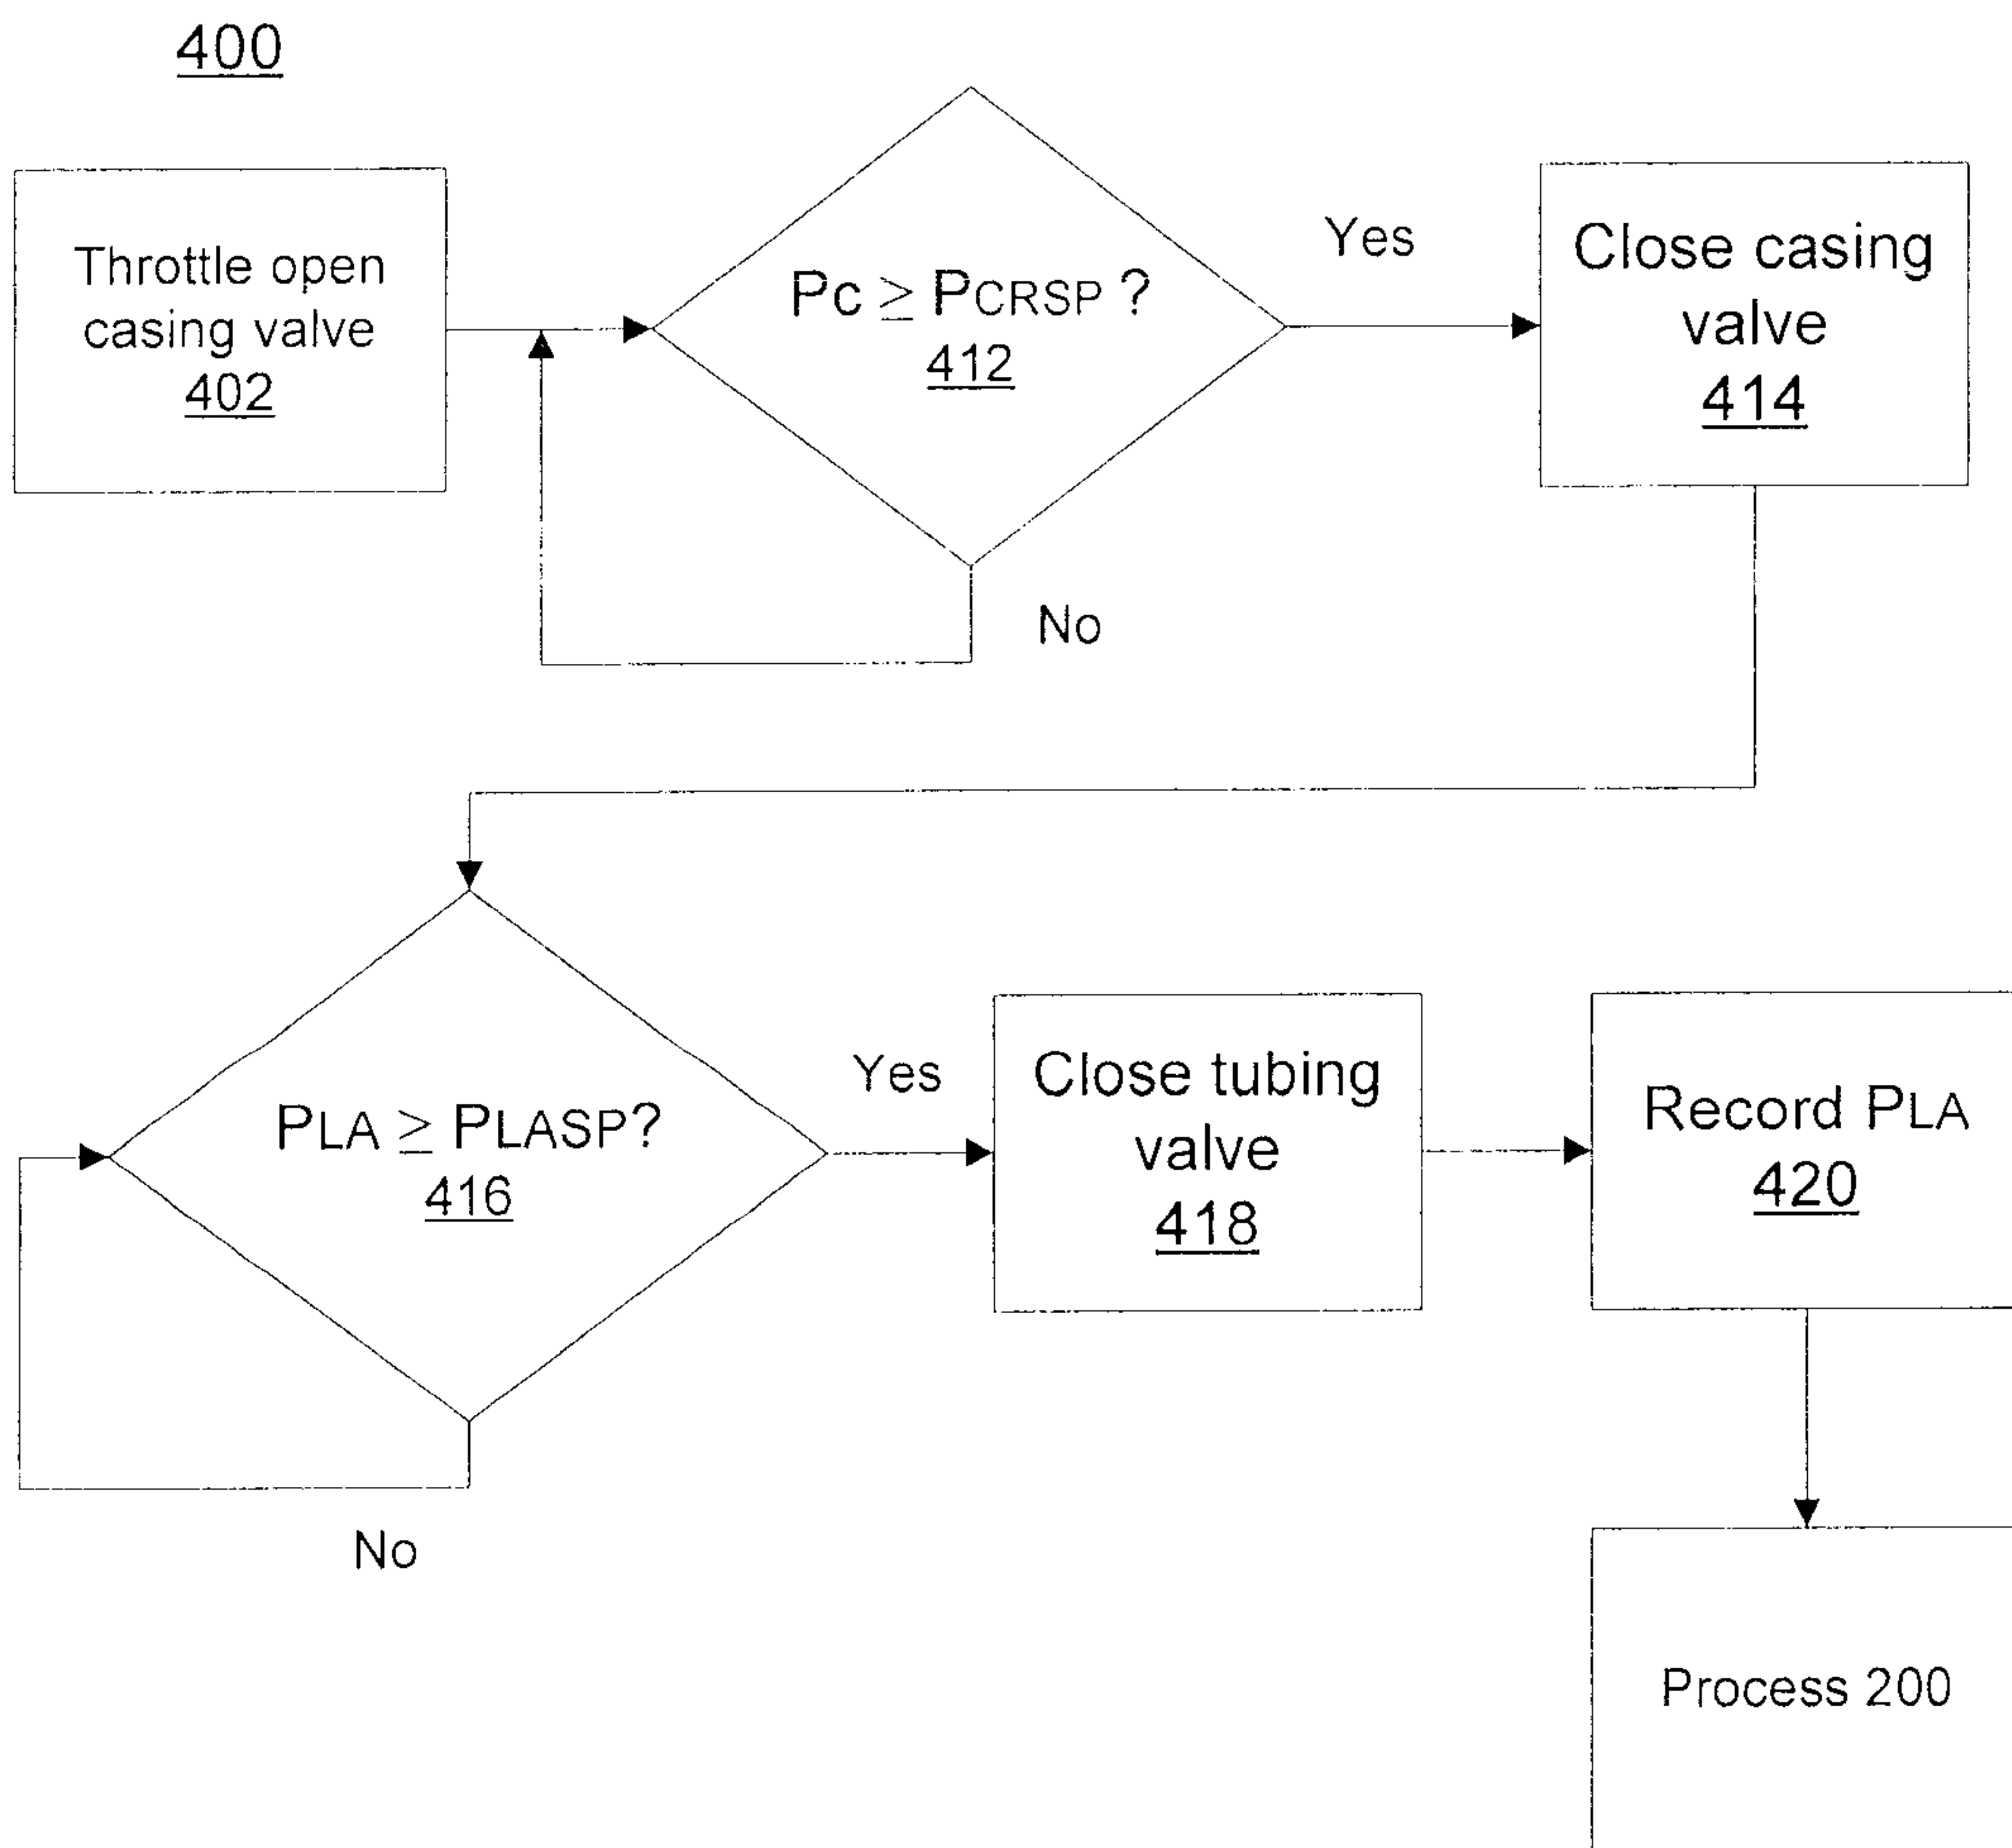 400
Throttle open
casing valve
402
Pc ≥ PCRSP ?
412
Yes
Close casing
valve
414
No
PLA ≥ PLASP?
416
Yes
Close tubing
valve
418
Record PLA
420
No
Process 200